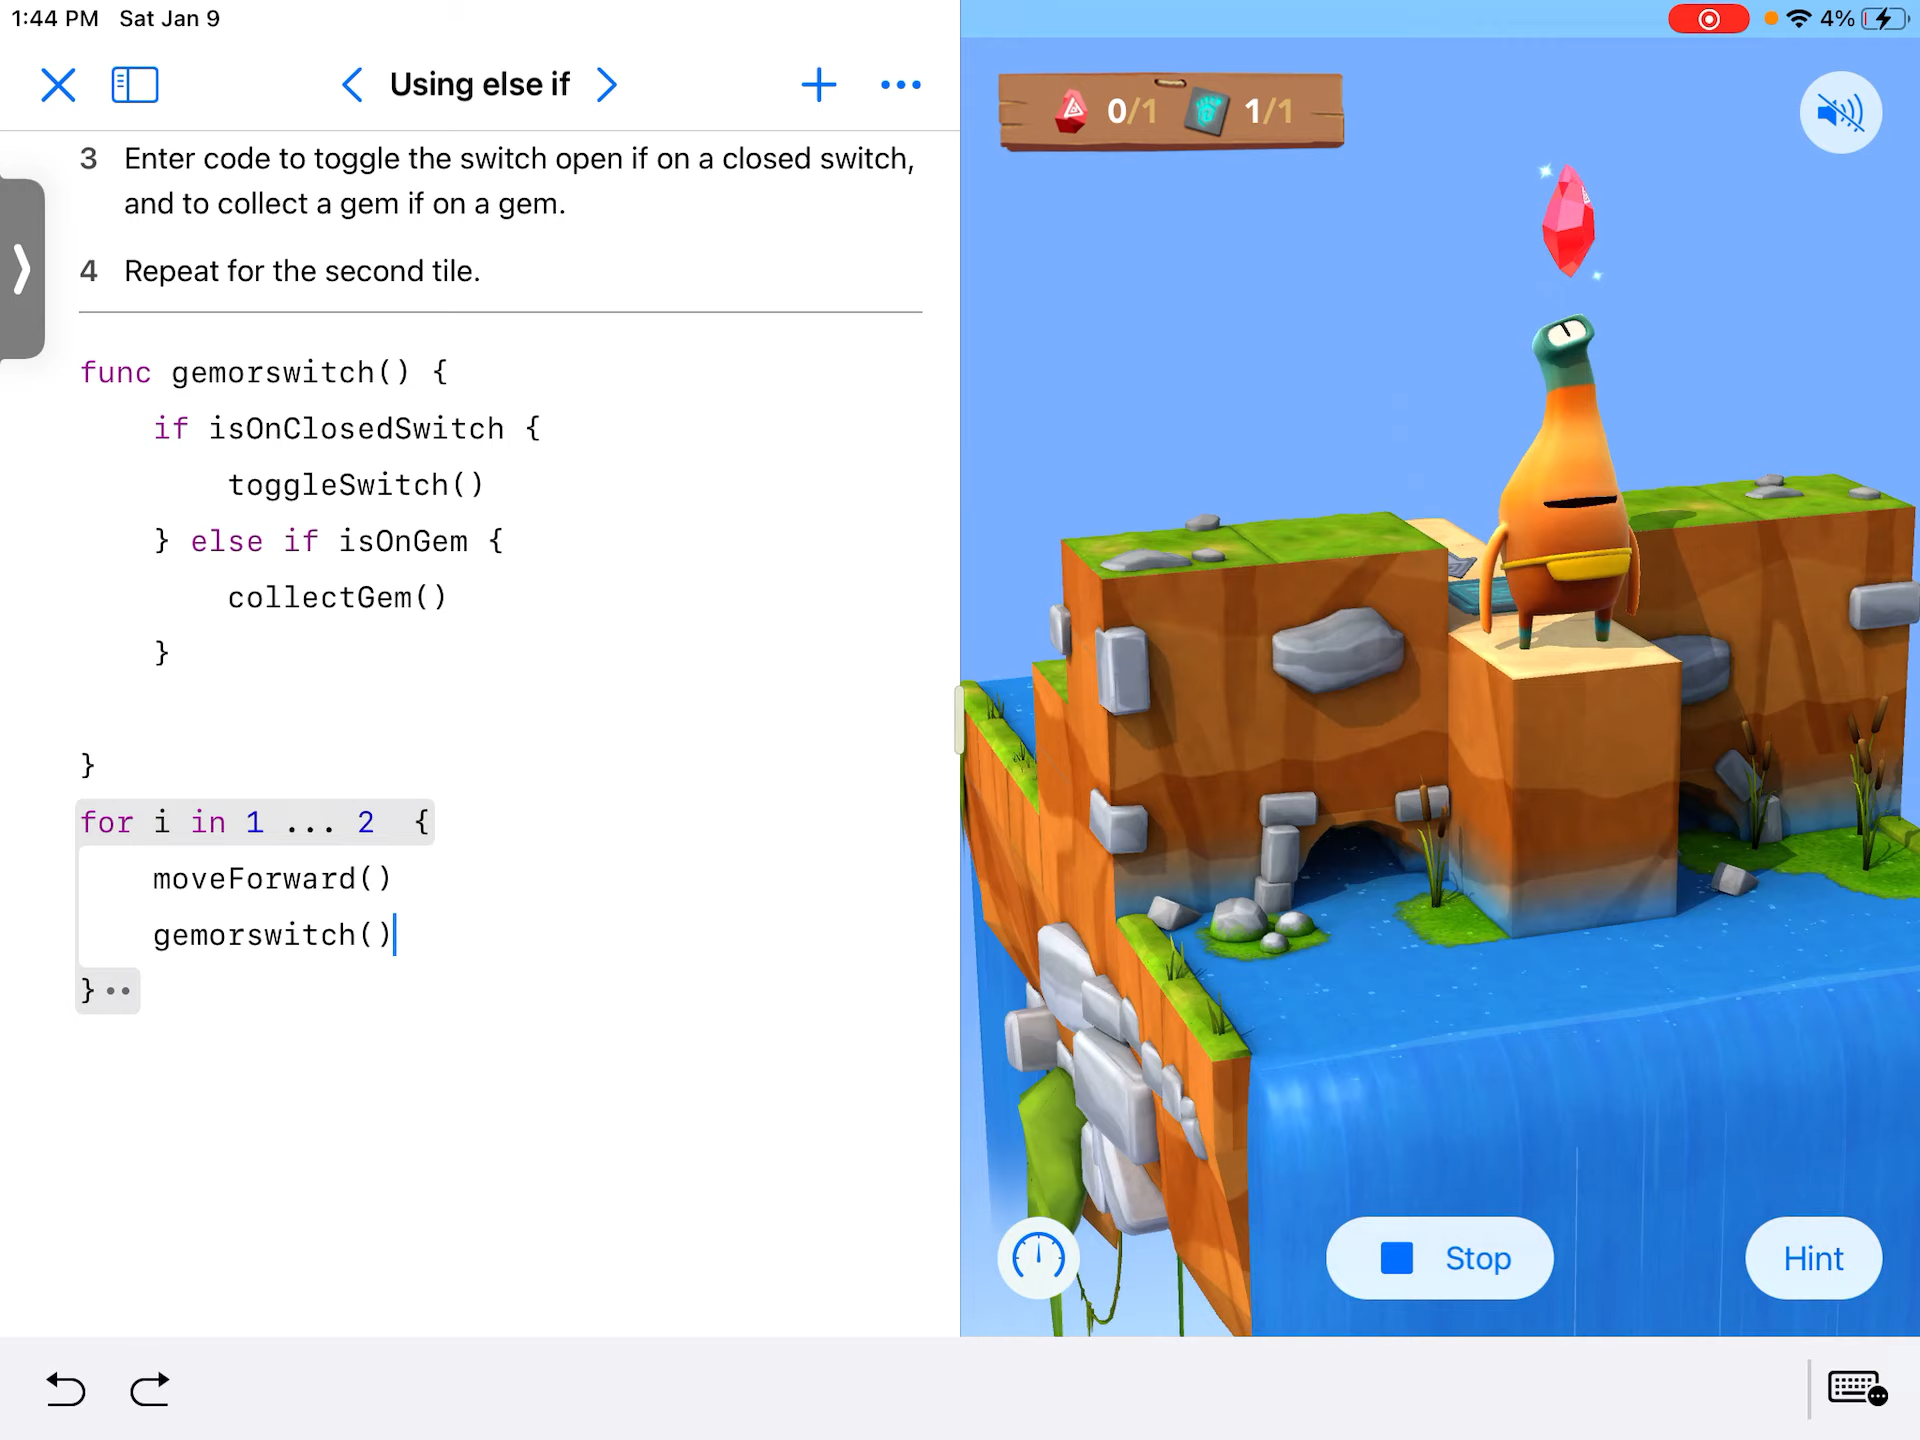 1:44 PM Sat Jan 9
4%
Using else if
0/1 1/1
3 Enter code to toggle the switch open if on a closed switch,
and to collect a gem if on a gem.
4 Repeat for the second tile.
func gemorswitch() {
if isOnClosedSwitch {
toggleSwitch()
} else if isOnGem {
collectGem()
}
}
for i in 1 ... 2 {
moveForward()
gemorswitch()
}
Stop
Hint